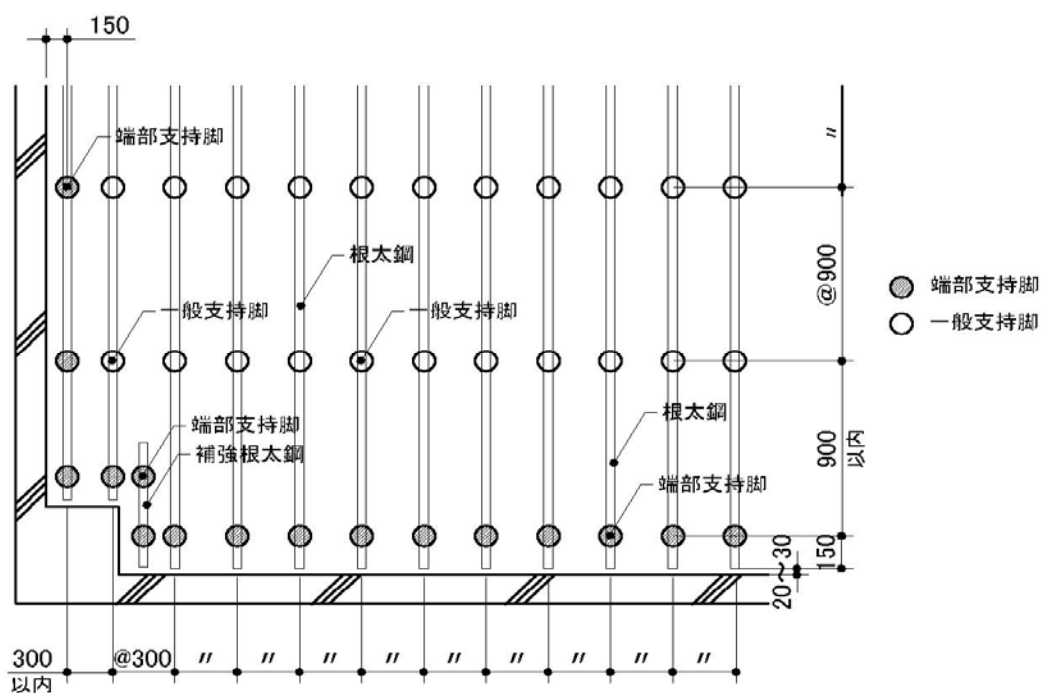 150
端部支持脚
〃
根太鋼
@900
端部支持脚
一般支持脚
一般支持脚
一般支持脚
端部支持脚
根太鋼
補強根太鋼
900
以内
端部支持脚
20~30
150
300
以内
@300 〃 〃 〃 〃 〃 〃 〃 〃 〃